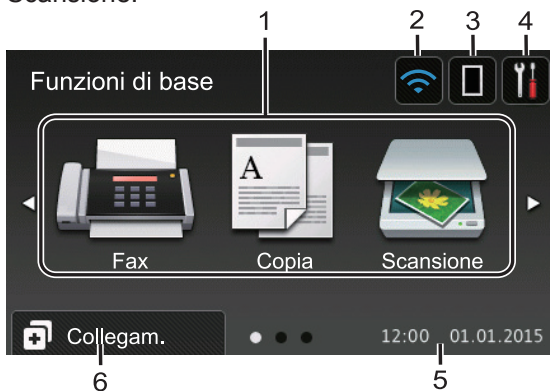 Scansione.
1 2 3 4
Funzioni di base
A
Fax Copia Scansione
Collegam. 12:00 01.01.2015
6 5